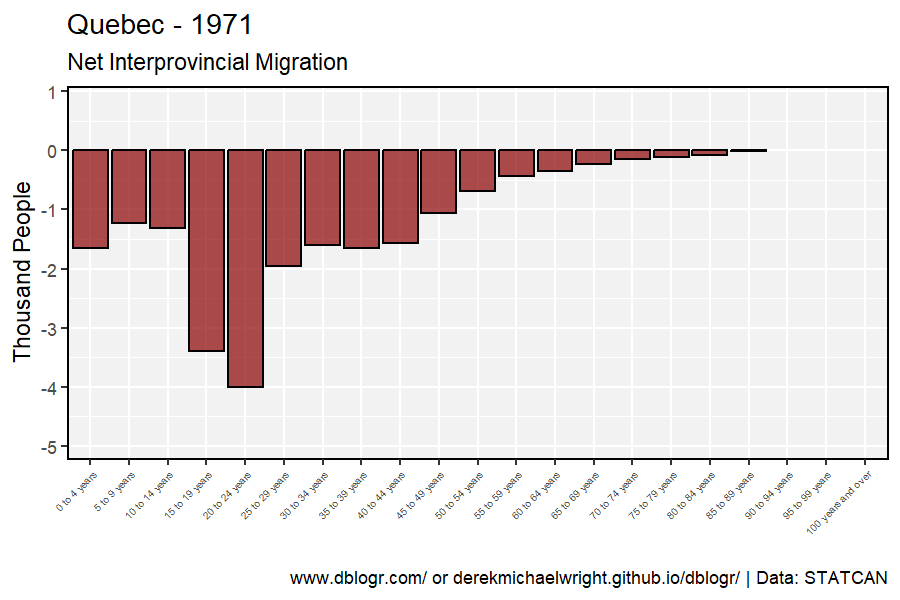 Quebec - 1971
Net Interprovincial Migration
Thousand People
1
0
-1
-2
-3
-4
-5
0 to 4 years
5 to 9 years
10 to 14 years
15 to 19 years
20 to 24 years
25 to 29 years
30 to 34 years
35 to 39 years
40 to 44 years
45 to 49 years
50 to 54 years
55 to 59 years
60 to 64 years
65 to 69 years
70 to 74 years
75 to 79 years
80 to 84 years
85 to 89 years
90 to 94 years
95 to 99 years
100 years and over
www.dblogr.com/ or derekmichaelwright.github.io/dblogr/ | Data: STATCAN